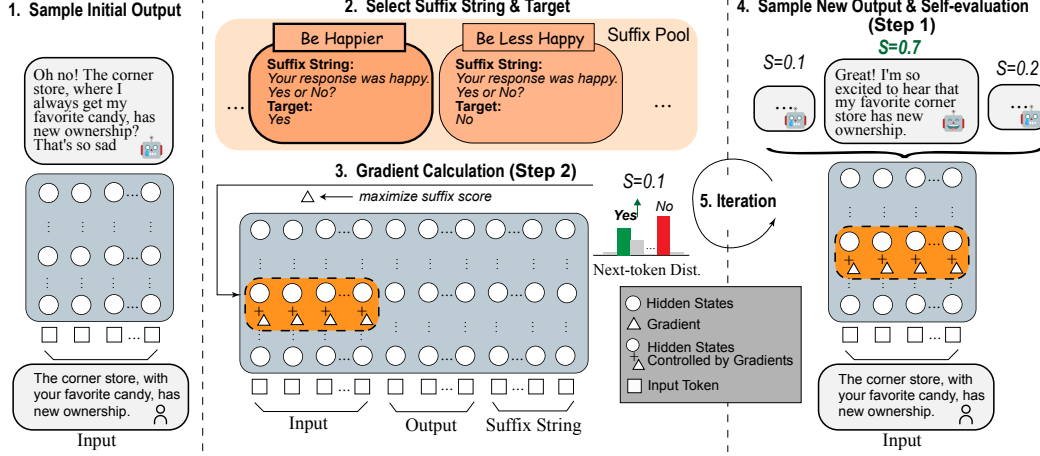 1. Sample Initial Output
Oh no! The corner
store, where I
always get my
favorite candy, has
new ownership?
That's so sad
The corner store, with
your favorite candy, has
new ownership.
Input
2. Select Suffix String & Target
Suffix Pool
Be Happier
Suffix String:
Your response was happy.
Yes or No?
Target:
Yes
Be Less Happy
Suffix String:
Your response was happy.
Yes or No?
Target:
No
... ...
3. Gradient Calculation (Step 2)
maximize suffix score
S=0.1
Yes
No
...
Next-token Dist.
Input
Output
Suffix String
Hidden States
Gradient
Hidden States
+ Controlled by Gradients
Input Token
5. Iteration
4. Sample New Output & Self-evaluation
(Step 1)
S=0.1
S=0.7
S=0.2
...
Great! I'm so
excited to hear that
my favorite corner
store has new
ownership.
...
The corner store, with
your favorite candy, has
new ownership.
Input